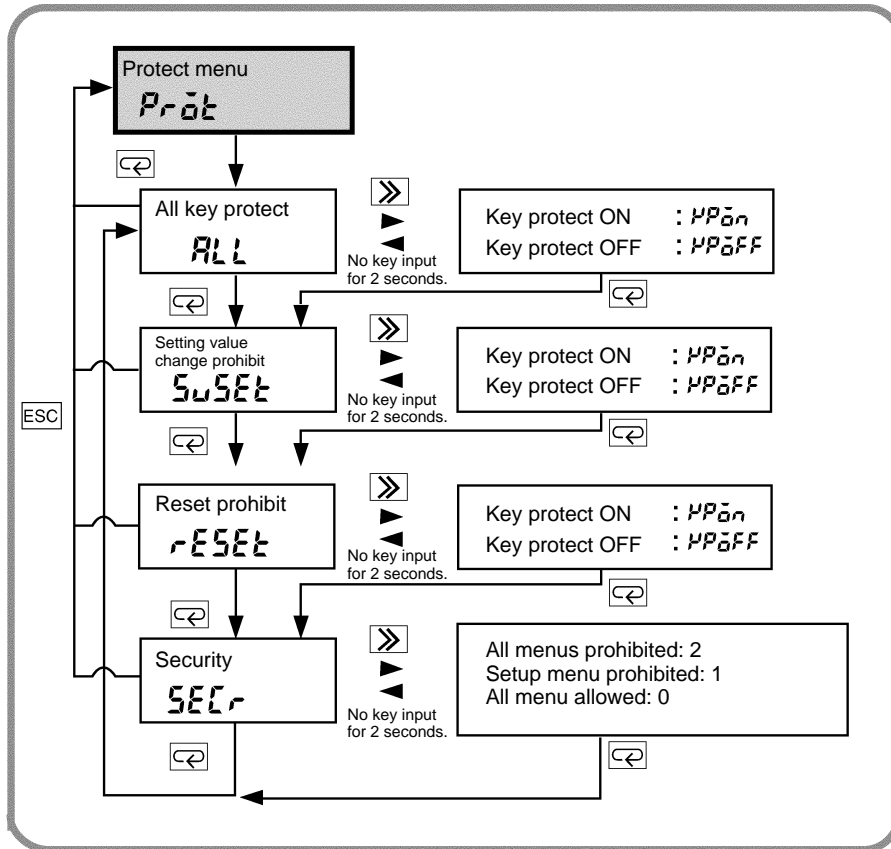 Protect menu
Prōt
All key protect
ALL
No key input
for 2 seconds.
Key protect ON : KPōn
Key protect OFF : KPōFF
Setting value
change prohibit
SvSEt
No key input
for 2 seconds.
Key protect ON : KPōn
Key protect OFF : KPōFF
ESC
Reset prohibit
rESEt
No key input
for 2 seconds.
Key protect ON : KPōn
Key protect OFF : KPōFF
Security
SECr
No key input
for 2 seconds.
All menus prohibited: 2
Setup menu prohibited: 1
All menu allowed: 0